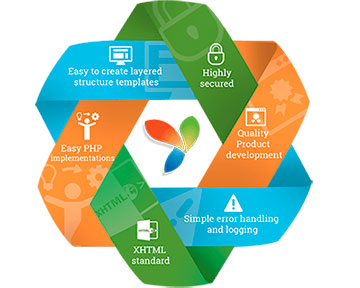 Easy to create layered
structure templates
Highly
secured
Quality
Product
development
Simple error handling
and logging
XHTML
standard
XHTML
XHTML
Easy PHP
implementations